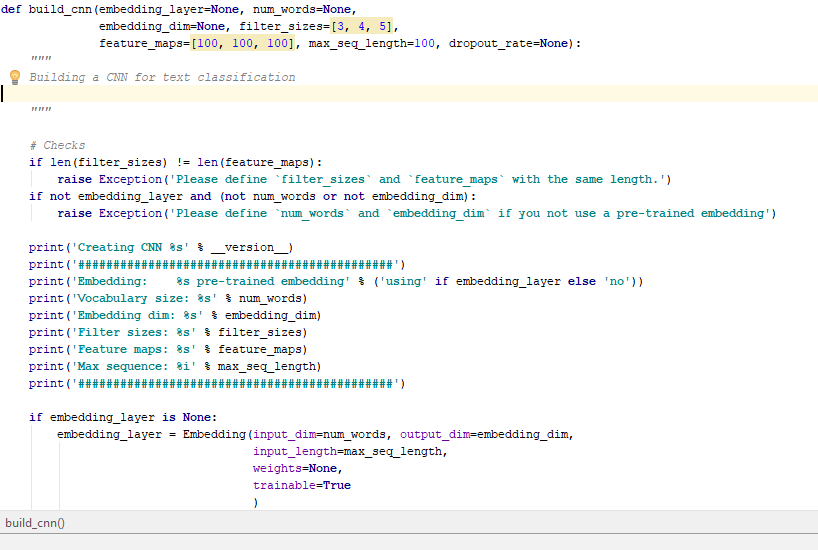 def build_cnn(embedding_layer=None, num_words=None,
              embedding_dim=None, filter_sizes=[3, 4, 5],
              feature_maps=[100, 100, 100], max_seq_length=100, dropout_rate=None):
    """
    Building a CNN for text classification
    """
    # Checks
    if len(filter_sizes) != len(feature_maps):
        raise Exception('Please define `filter_sizes` and `feature_maps` with the same length.')
    if not embedding_layer and (not num_words or not embedding_dim):
        raise Exception('Please define `num_words` and `embedding_dim` if you not use a pre-trained embedding')
    print('Creating CNN %s' % __version__)
    print('#############################################')
    print('Embedding:    %s pre-trained embedding' % ('using' if embedding_layer else 'no'))
    print('Vocabulary size: %s' % num_words)
    print('Embedding dim: %s' % embedding_dim)
    print('Filter sizes: %s' % filter_sizes)
    print('Feature maps: %s' % feature_maps)
    print('Max sequence: %i' % max_seq_length)
    print('#############################################')
    if embedding_layer is None:
        embedding_layer = Embedding(input_dim=num_words, output_dim=embedding_dim,
                                    input_length=max_seq_length,
                                    weights=None,
                                    trainable=True
                                    )
build_cnn()